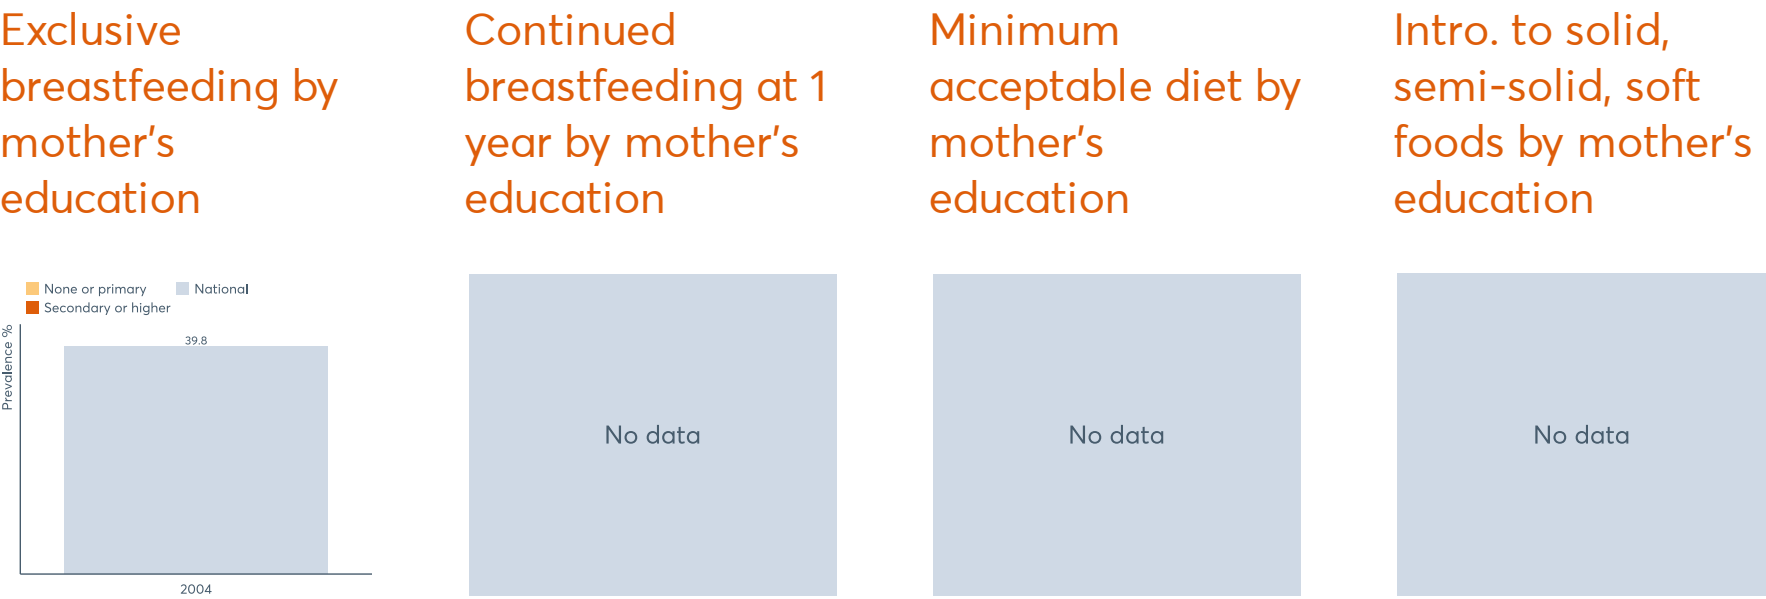 Exclusive
breastfeeding by
mother's
education
None or primary
National
Secondary or higher
Prevalence %
39.8
2004
Continued
breastfeeding at 1
year by mother's
education
No data
Minimum
acceptable diet by
mother's
education
No data
Intro. to solid,
semi-solid, soft
foods by mother's
education
No data